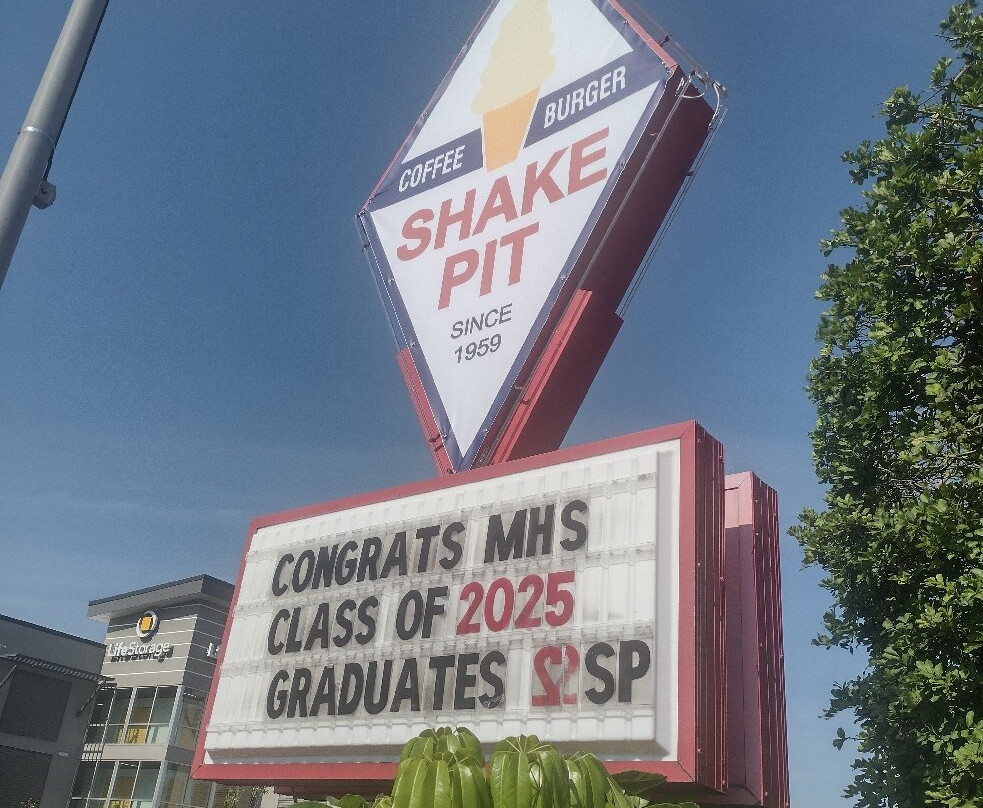 COFFEE BURGER
SHAKE
PIT
SINCE
1959
CONGRATS MHS
CLASS OF 2025
GRADUATES SP
LifeStorage